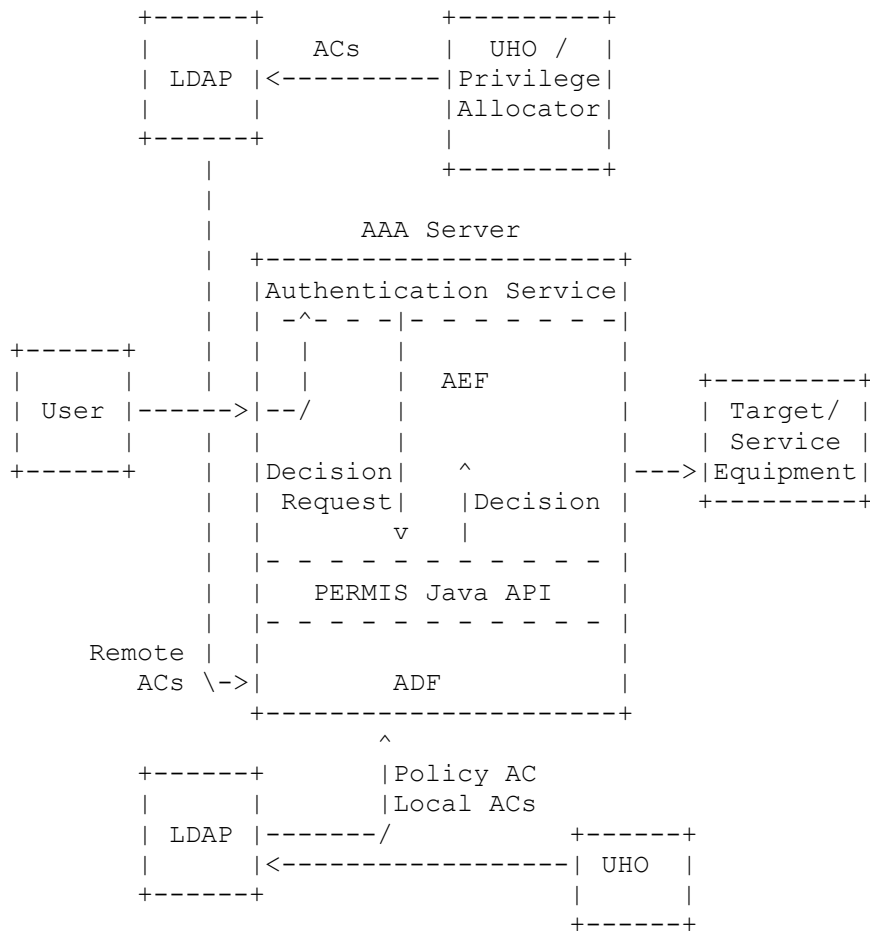 ACs
UHO /
LDAP
Privilege
Allocator
AAA Server
Authentication Service
AEF
User
Target/
Service
Decision
Equipment
Request
Decision
PERMIS Java API
Remote
ACs
ADF
Policy AC
Local ACs
LDAP
UHO